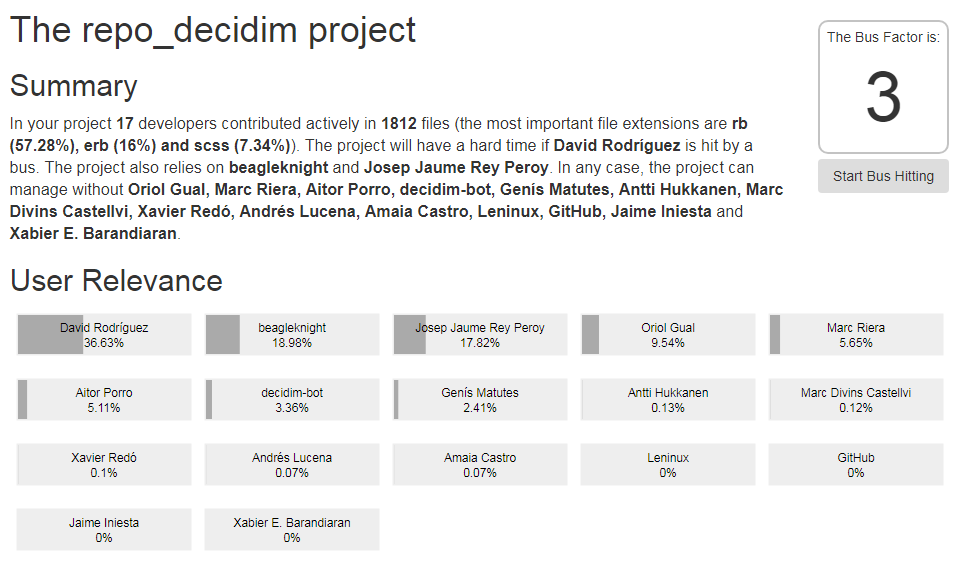 The repo_decidim project
The Bus Factor is:
3
Start Bus Hitting
Summary
In your project 17 developers contributed actively in 1812 files (the most important file extensions are rb
(57.28%), erb (16%) and scss (7.34%)). The project will have a hard time if David Rodríguez is hit by a
bus. The project also relies on beagleknight and Josep Jaume Rey Peroy. In any case, the project can
manage without Oriol Gual, Marc Riera, Aitor Porro, decidim-bot, Genís Matutes, Antti Hukkanen, Marc
Divins Castellvi, Xavier Redó, Andrés Lucena, Amaia Castro, Leninux, GitHub, Jaime Iniesta and
Xabier E. Barandiaran.
User Relevance
David Rodríguez
36.63%
beagleknight
18.98%
Josep Jaume Rey Peroy
17.82%
Oriol Gual
9.54%
Marc Riera
5.65%
Aitor Porro
5.11%
decidim-bot
3.36%
Genís Matutes
2.41%
Antti Hukkanen
0.13%
Marc Divins Castellvi
0.12%
Xavier Redó
0.1%
Andrés Lucena
0.07%
Amaia Castro
0.07%
Leninux
0%
GitHub
0%
Jaime Iniesta
0%
Xabier E. Barandiaran
0%